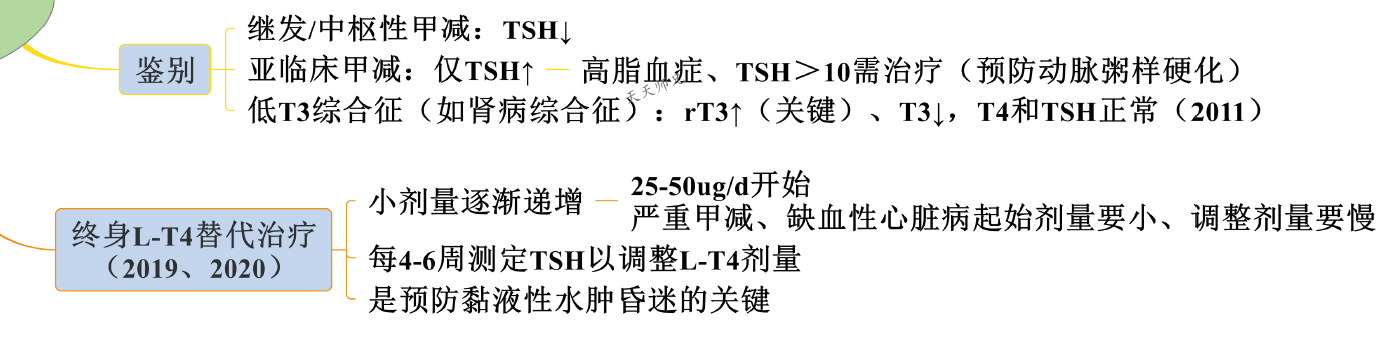 鉴别
继发/中枢性甲减：TSH↓
亚临床甲减：仅TSH↑ — 高脂血症、TSH＞10需治疗（预防动脉粥样硬化）
低T3综合征（如肾病综合征）：rT3↑（关键）、T3↓，T4和TSH正常（2011）
天天师兄
终身L-T4替代治疗
（2019、2020）
小剂量逐渐递增
25-50ug/d开始
严重甲减、缺血性心脏病起始剂量要小、调整剂量要慢
每4-6周测定TSH以调整L-T4剂量
是预防黏液性水肿昏迷的关键